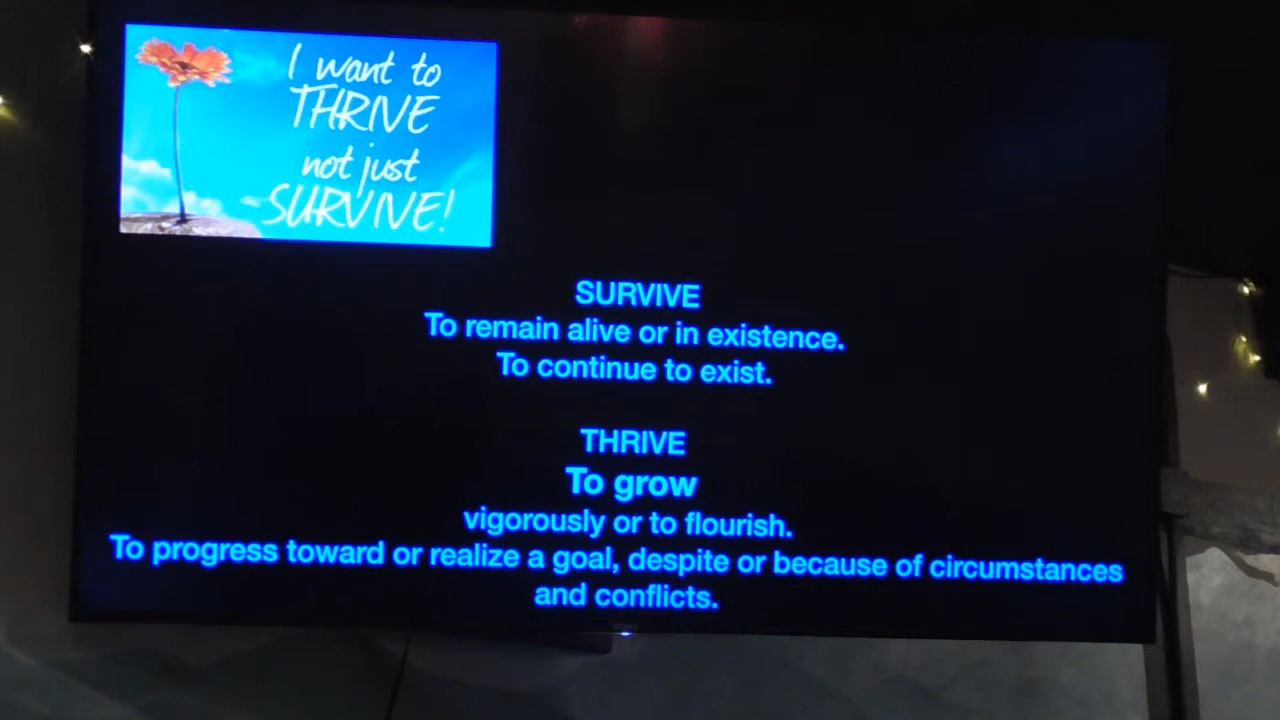 I want to
THRIVE
not just
SURVIVE!
SURVIVE
To remain alive or in existence.
To continue to exist.
THRIVE
To grow
vigorously or to flourish.
To progress toward or realize a goal, despite or because of circumstances
and conflicts.
SONY